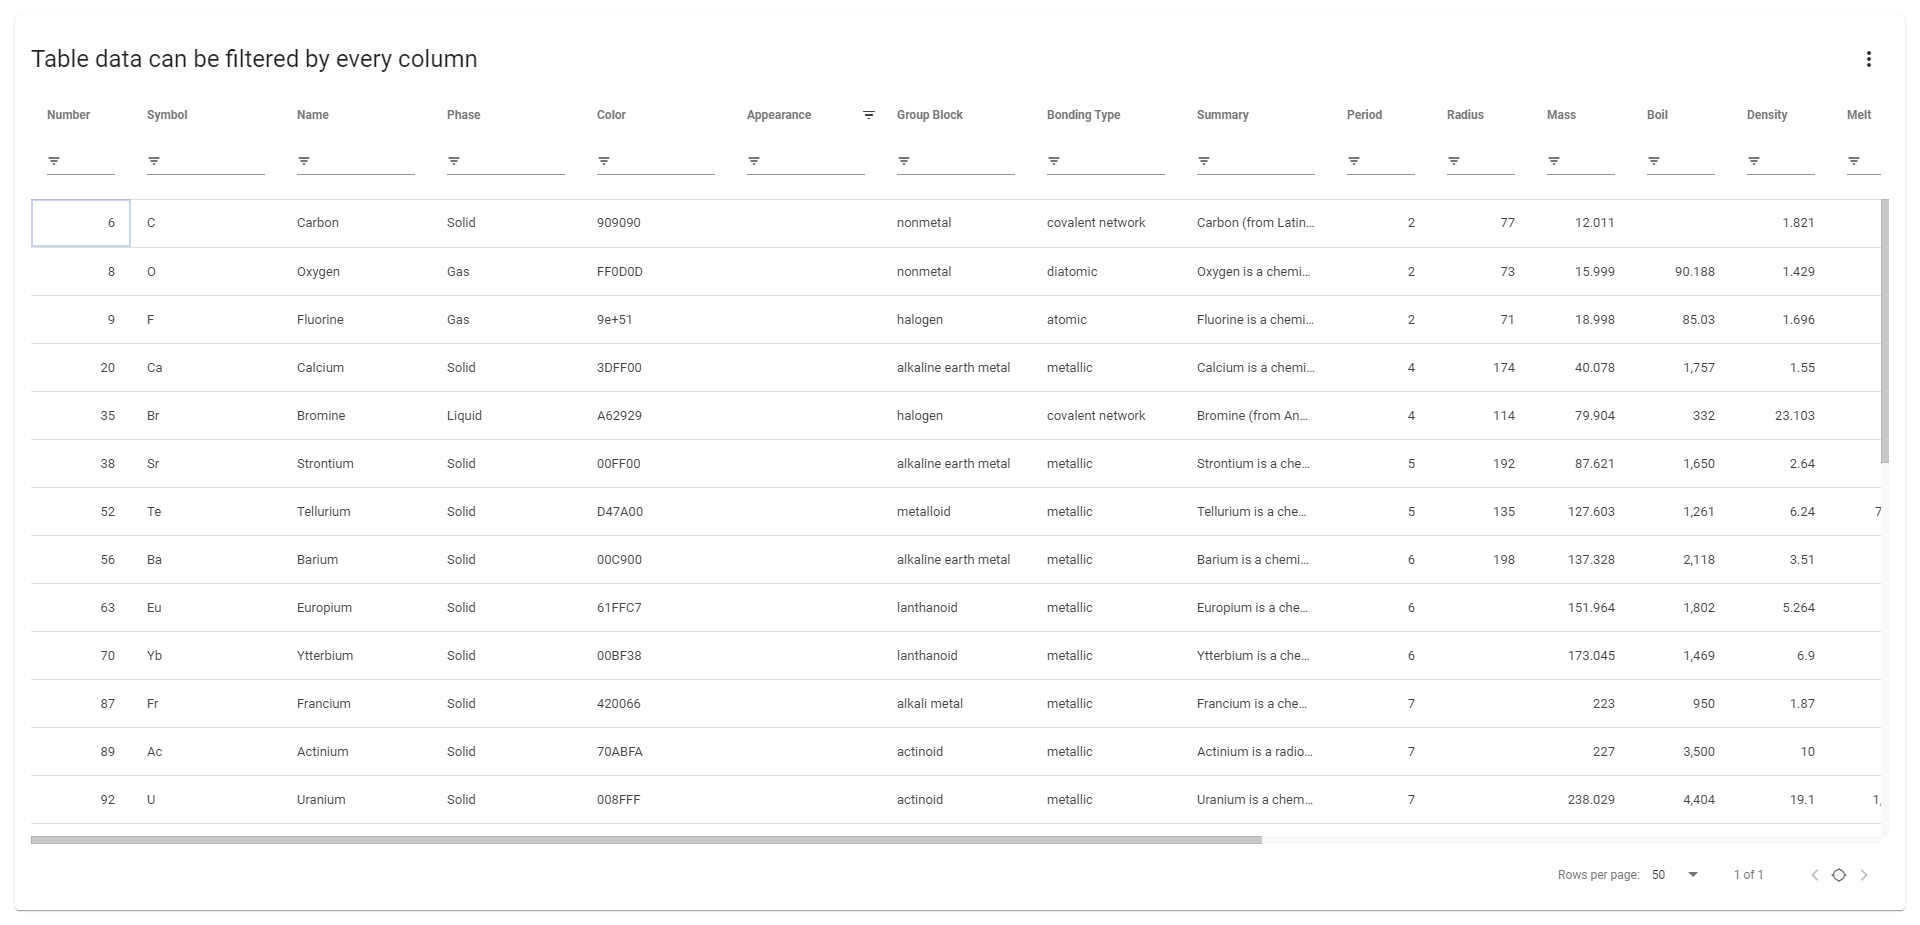 Table data can be filtered by every column
Number Symbol Name Phase Color Appearance Group Block Bonding Type Summary Period Radius Mass Boil Density Melt
6 C Carbon Solid 909090 nonmetal covalent network Carbon (from Latin... 2 77 12.011 1.821
8 O Oxygen Gas FF0D0D nonmetal diatomic Oxygen is a chemi... 2 73 15.999 90.188 1.429
9 F Fluorine Gas 9e+51 halogen atomic Fluorine is a chemi... 2 71 18.998 85.03 1.696
20 Ca Calcium Solid 3DFF00 alkaline earth metal metallic Calcium is a chemi... 4 174 40.078 1,757 1.55
35 Br Bromine Liquid A62929 halogen covalent network Bromine (from An... 4 114 79.904 332 23.103
38 Sr Strontium Solid 00FF00 alkaline earth metal metallic Strontium is a che... 5 192 87.621 1,650 2.64
52 Te Tellurium Solid D47A00 metalloid metallic Tellurium is a che... 5 135 127.603 1,261 6.24 7
56 Ba Barium Solid 00C900 alkaline earth metal metallic Barium is a chemi... 6 198 137.328 2,118 3.51
63 Eu Europium Solid 61FFC7 lanthanoid metallic Europium is a che... 6 151.964 1,802 5.264
70 Yb Ytterbium Solid 00BF38 lanthanoid metallic Ytterbium is a che... 6 173.045 1,469 6.9
87 Fr Francium Solid 420066 alkali metal metallic Francium is a che... 7 223 950 1.87
89 Ac Actinium Solid 70ABFA actinoid metallic Actinium is a radio... 7 227 3,500 10
92 U Uranium Solid 008FFF actinoid metallic Uranium is a chem... 7 238.029 4,404 19.1 1,
Rows per page: 50 1 of 1